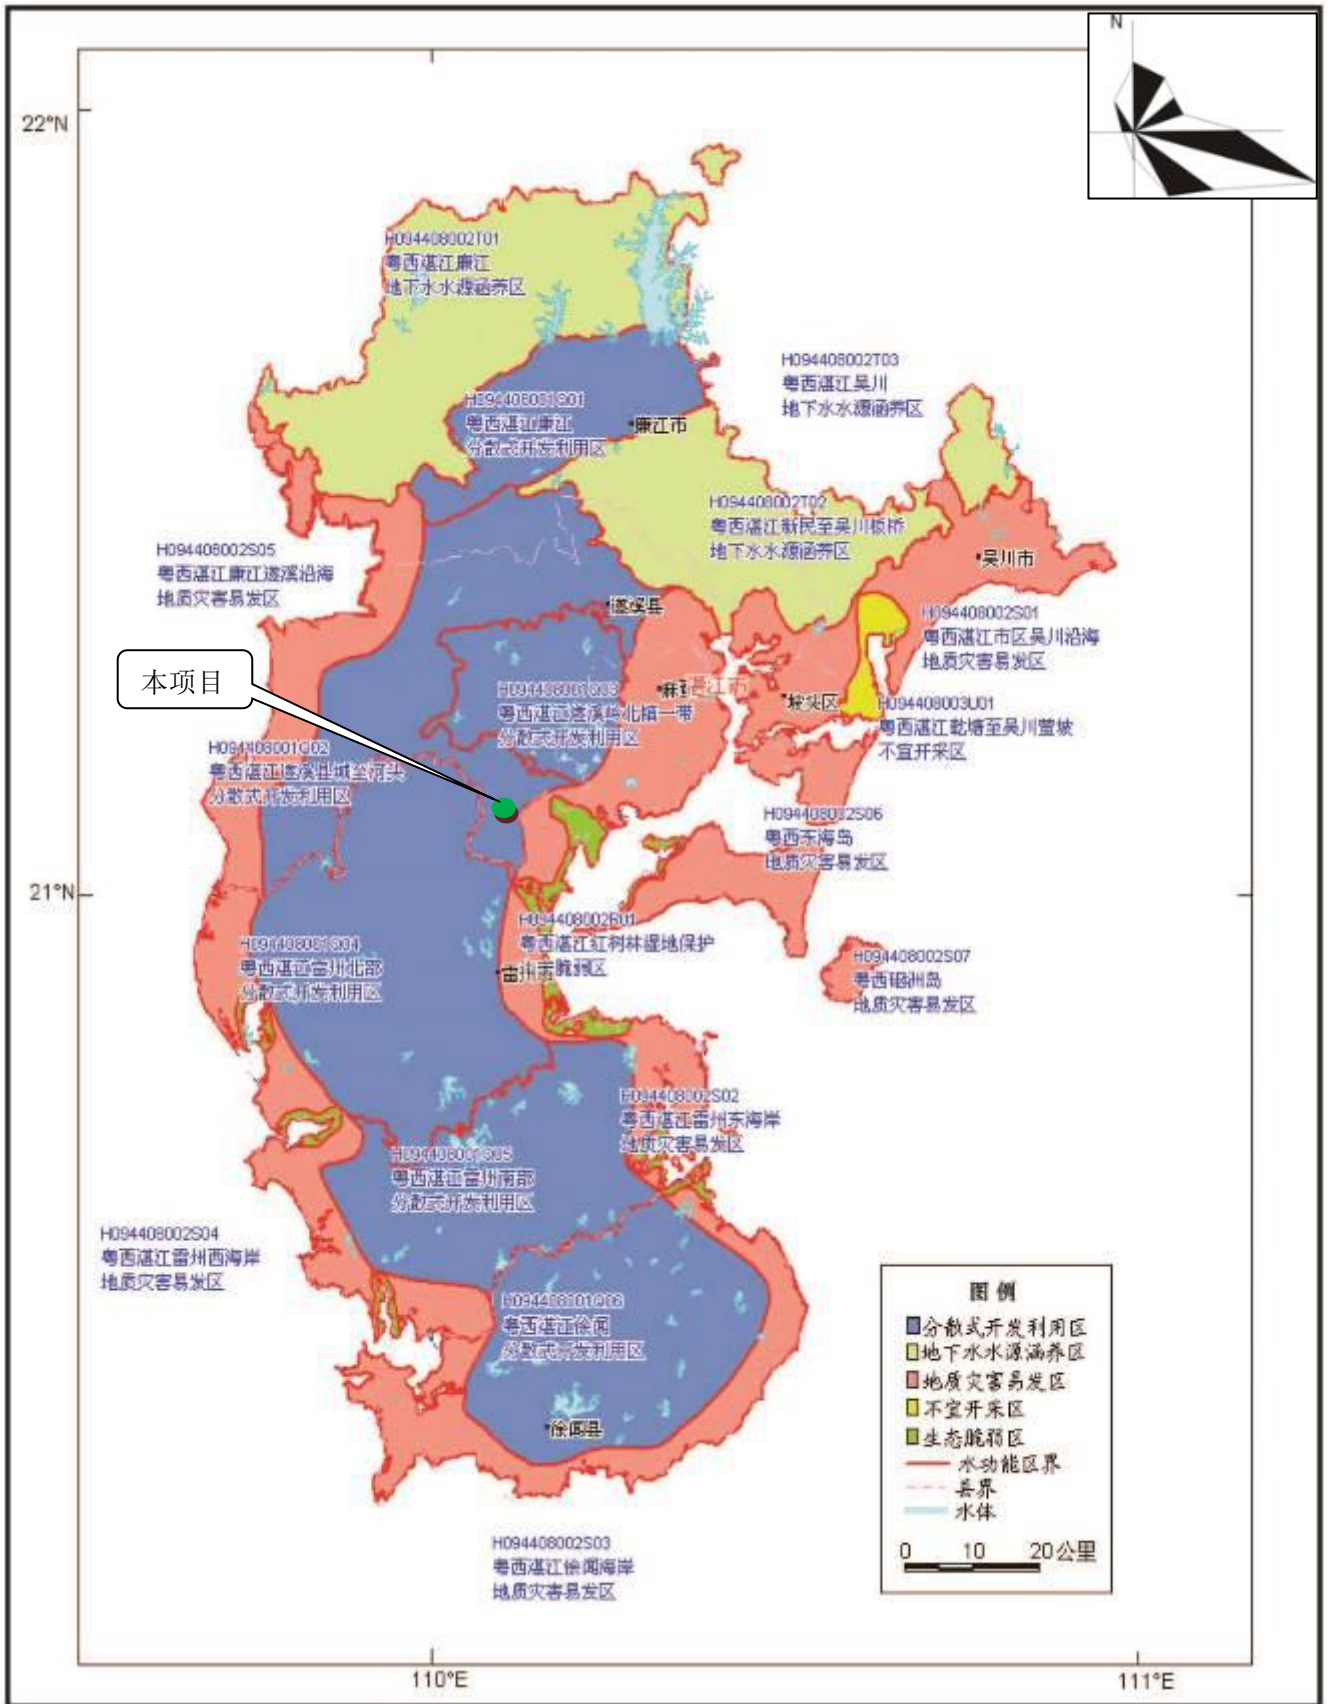 N
22°N
H094408002T01
粤西湛江廉江
地下水水源涵养区
H094408002T03
粤西湛江吴川
地下水水源涵养区
H094408001Q01
粤西湛江廉江
分散式开发利用区
廉江市
H094408002T02
粤西湛江新民至吴川板桥
地下水水源涵养区
吴川市
H094408002S05
粤西湛江廉江遂溪沿海
地质灾害易发区
遂溪县
H094408002S01
粤西湛江市区吴川沿海
地质灾害易发区
本项目
H094408001Q03
粤西湛江遂溪岭北镇一带
分散式开发利用区
湛江市
坡头区
H094408003U01
粤西湛江乾塘至吴川萱坡
不宜开采区
H094408001Q02
粤西湛江遂溪县城至河头
分散式开发利用区
H094408002S06
粤西东海岛
地质灾害易发区
21°N
H094408002R01
粤西湛江红树林湿地保护
脆弱区
H094408001Q04
粤西湛江雷州北部
分散式开发利用区
雷州市
H094408002S07
粤西硇洲岛
地质灾害易发区
H094408002S02
粤西湛江雷州东海岸
地质灾害易发区
H094408001Q05
粤西湛江雷州南部
分散式开发利用区
H094408002S04
粤西湛江雷州西海岸
地质灾害易发区
H094408001Q06
粤西湛江徐闻
分散式开发利用区
徐闻县
H094408002S03
粤西湛江徐闻海岸
地质灾害易发区
图例
分散式开发利用区
地下水水源涵养区
地质灾害易发区
不宜开采区
生态脆弱区
水功能区界
县界
水体
0 10 20公里
110°E
111°E